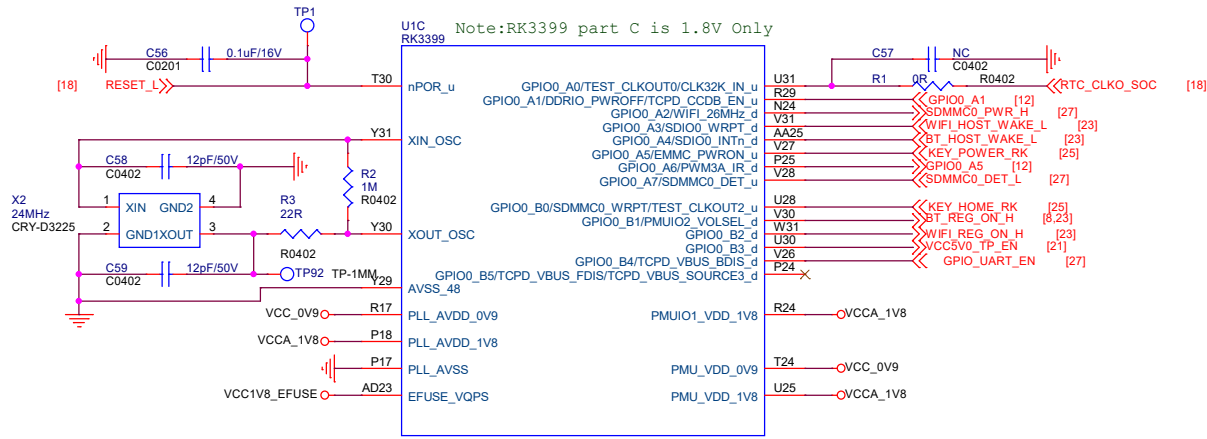 TP1
U1C
Note:RK3399 part C is 1.8V Only
RK3399
C56 0.1uF/16V
C0201
[18] RESET_L
T30 nPOR_u
C57 NC
C0402
U31 R1 0R R0402 RTC_CLKO_SOC [18]
GPIO0_A0/TEST_CLKOUT0/CLK32K_IN_u
GPIO0_A1/DDRIO_PWROFF/TCPD_CCDB_EN_u R29 GPIO0_A1 [12]
GPIO0_A2/WIFI_26MHz_d N24 SDMMC0_PWR_H [27]
GPIO0_A3/SDIO0_WRPT_d V31 WIFI_HOST_WAKE_L [23]
GPIO0_A4/SDIO0_INTn_d AA25 BT_HOST_WAKE_L [23]
GPIO0_A5/EMMC_PWRON_u V27 KEY_POWER_RK [25]
GPIO0_A6/PWM3A_IR_d P25 GPIO0_A5 [12]
GPIO0_A7/SDMMC0_DET_u V28 SDMMC0_DET_L [27]
GPIO0_B0/SDMMC0_WRPT/TEST_CLKOUT2_u U28 KEY_HOME_RK [25]
GPIO0_B1/PMUIO2_VOLSEL_d V30 BT_REG_ON_H [8,23]
GPIO0_B2_d W31 WIFI_REG_ON_H [23]
GPIO0_B3_d U30 VCC5V0_TP_EN [21]
GPIO0_B4/TCPD_VBUS_BDIS_d V26 GPIO_UART_EN [27]
GPIO0_B5/TCPD_VBUS_FDIS/TCPD_VBUS_SOURCE3_d P24
Y31 XIN_OSC
C58 12pF/50V
C0402
R2
1M
R0402
X2
24MHz
CRY-D3225
1 XIN GND2 4
2 GND1XOUT 3
R3
22R
R0402
Y30 XOUT_OSC
C59 12pF/50V
C0402
TP92 TP-1MM
Y29 AVSS_48
VCC_0V9 R17 PLL_AVDD_0V9
VCCA_1V8 P18 PLL_AVDD_1V8
P17 PLL_AVSS
VCC1V8_EFUSE AD23 EFUSE_VQPS
PMUIO1_VDD_1V8 R24 VCCA_1V8
PMU_VDD_0V9 T24 VCC_0V9
PMU_VDD_1V8 U25 VCCA_1V8